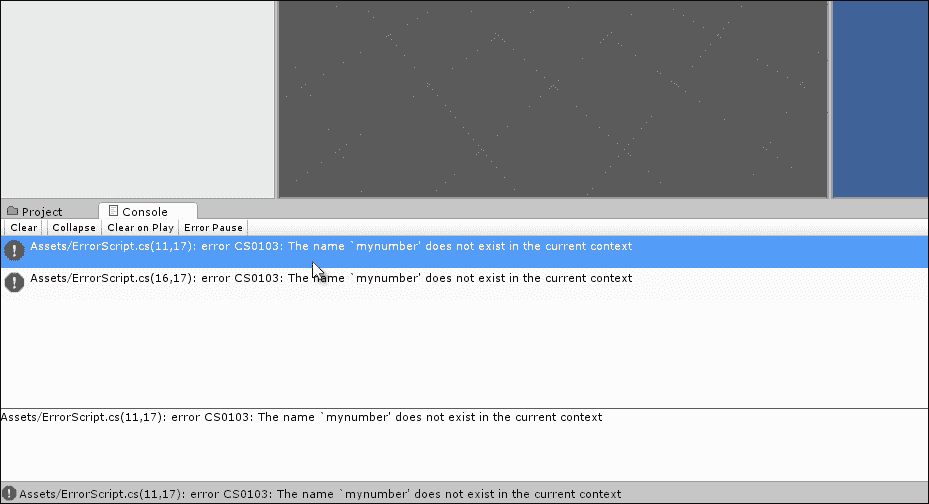 Project
Console
Clear
Collapse
Clear on Play
Error Pause
Assets/ErrorScript.cs(11,17): error CS0103: The name `mynumber' does not exist in the current context
Assets/ErrorScript.cs(16,17): error CS0103: The name `mynumber' does not exist in the current context
Assets/ErrorScript.cs(11,17): error CS0103: The name `mynumber' does not exist in the current context
Assets/ErrorScript.cs(11,17): error CS0103: The name `mynumber' does not exist in the current context